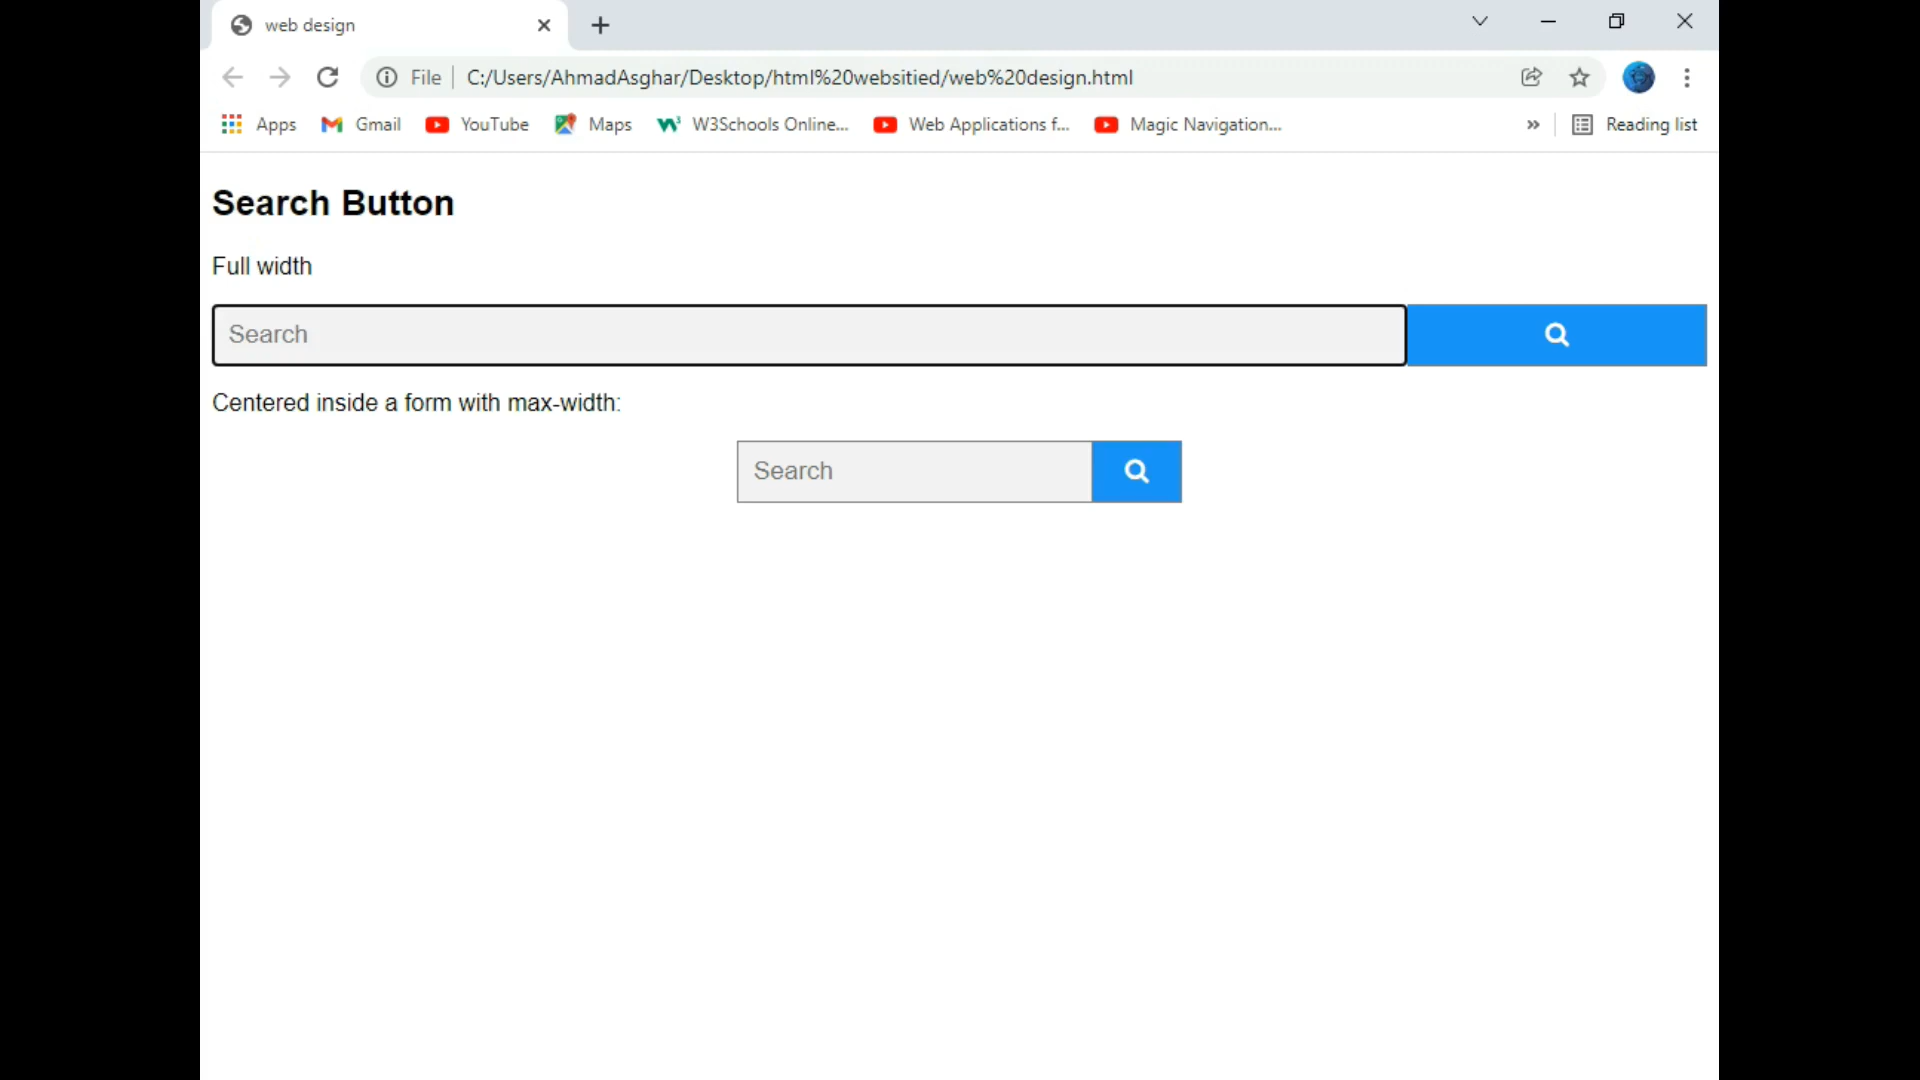 web design
File C:/Users/AhmadAsghar/Desktop/html%20websitied/web%20design.html
Apps Gmail YouTube Maps W3Schools Online... Web Applications f... Magic Navigation... » Reading list
Search Button
Full width
Search
Centered inside a form with max-width:
Search